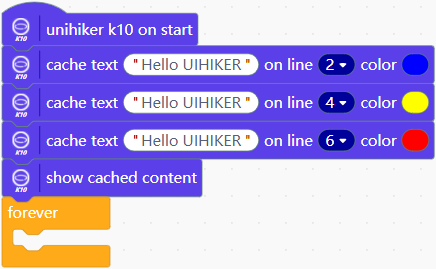 K10 unihiker k10 on start
K10 cache text "Hello UIHIKER" on line 2 color
K10 cache text "Hello UIHIKER" on line 4 color
K10 cache text "Hello UIHIKER" on line 6 color
K10 show cached content
forever